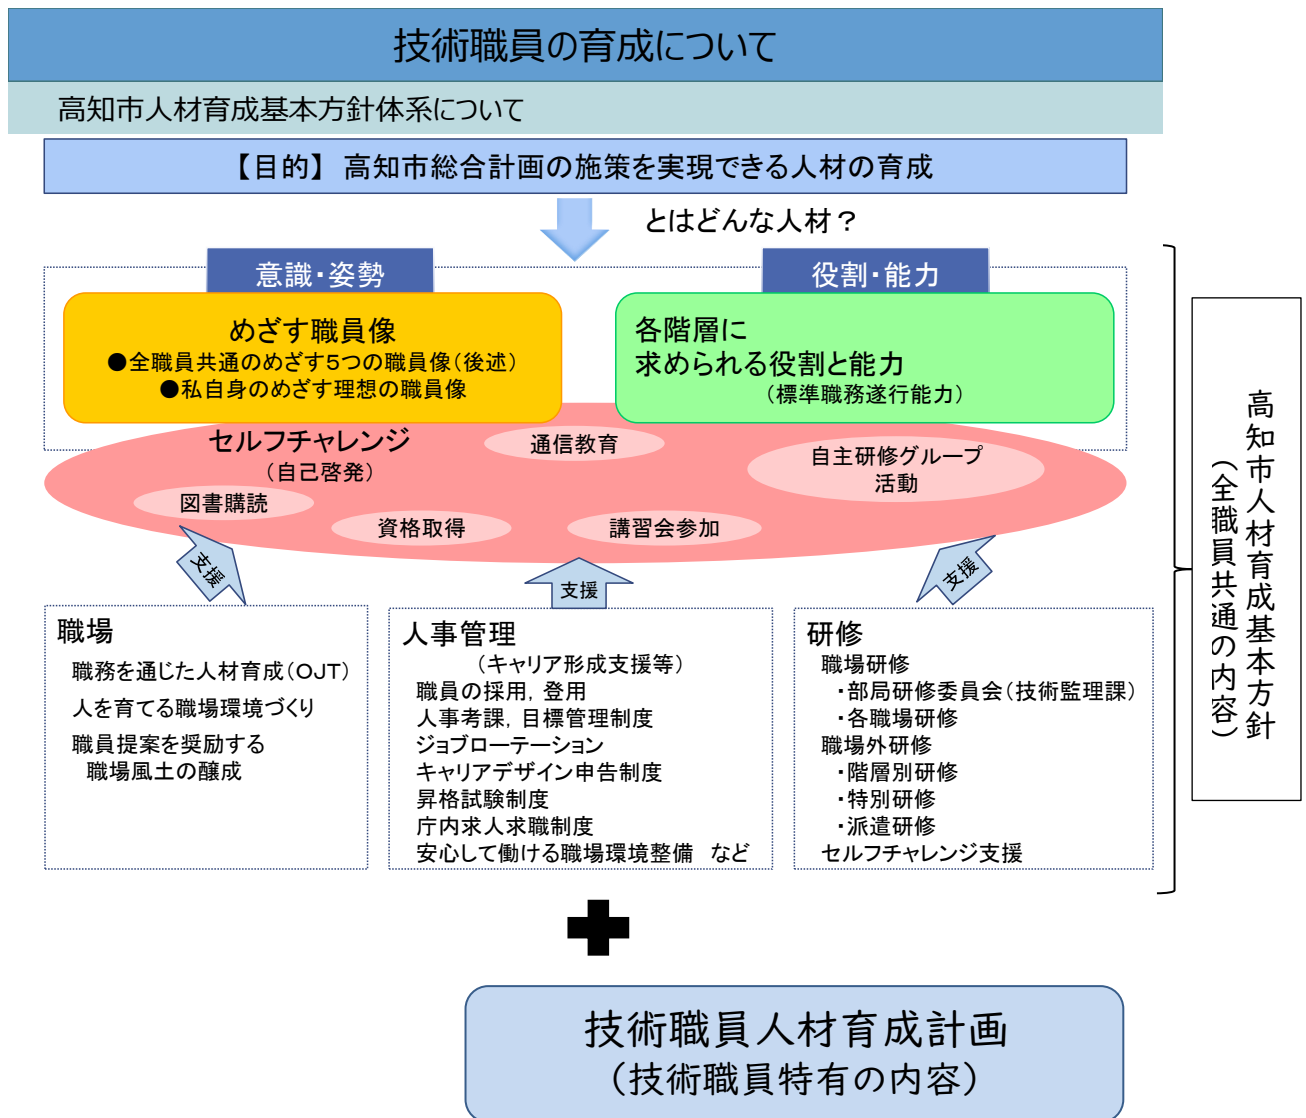 技術職員の育成について
高知市人材育成基本方針体系について
【目的】 高知市総合計画の施策を実現できる人材の育成
とはどんな人材？
意識・姿勢
役割・能力
めざす職員像
●全職員共通のめざす5つの職員像(後述)
●私自身のめざす理想の職員像
各階層に
求められる役割と能力
(標準職務遂行能力)
セルフチャレンジ
(自己啓発)
通信教育
自主研修グループ
活動
図書購読
資格取得
講習会参加
支援
支援
支援
職場
職務を通じた人材育成(OJT)
人を育てる職場環境づくり
職員提案を奨励する
職場風土の醸成
人事管理
(キャリア形成支援等)
職員の採用，登用
人事考課，目標管理制度
ジョブローテーション
キャリアデザイン申告制度
昇格試験制度
庁内求人求職制度
安心して働ける職場環境整備 など
研修
職場研修
・部局研修委員会(技術監理課)
・各職場研修
職場外研修
・階層別研修
・特別研修
・派遣研修
セルフチャレンジ支援
高知市人材育成基本方針
(全職員共通の内容)
技術職員人材育成計画
(技術職員特有の内容)